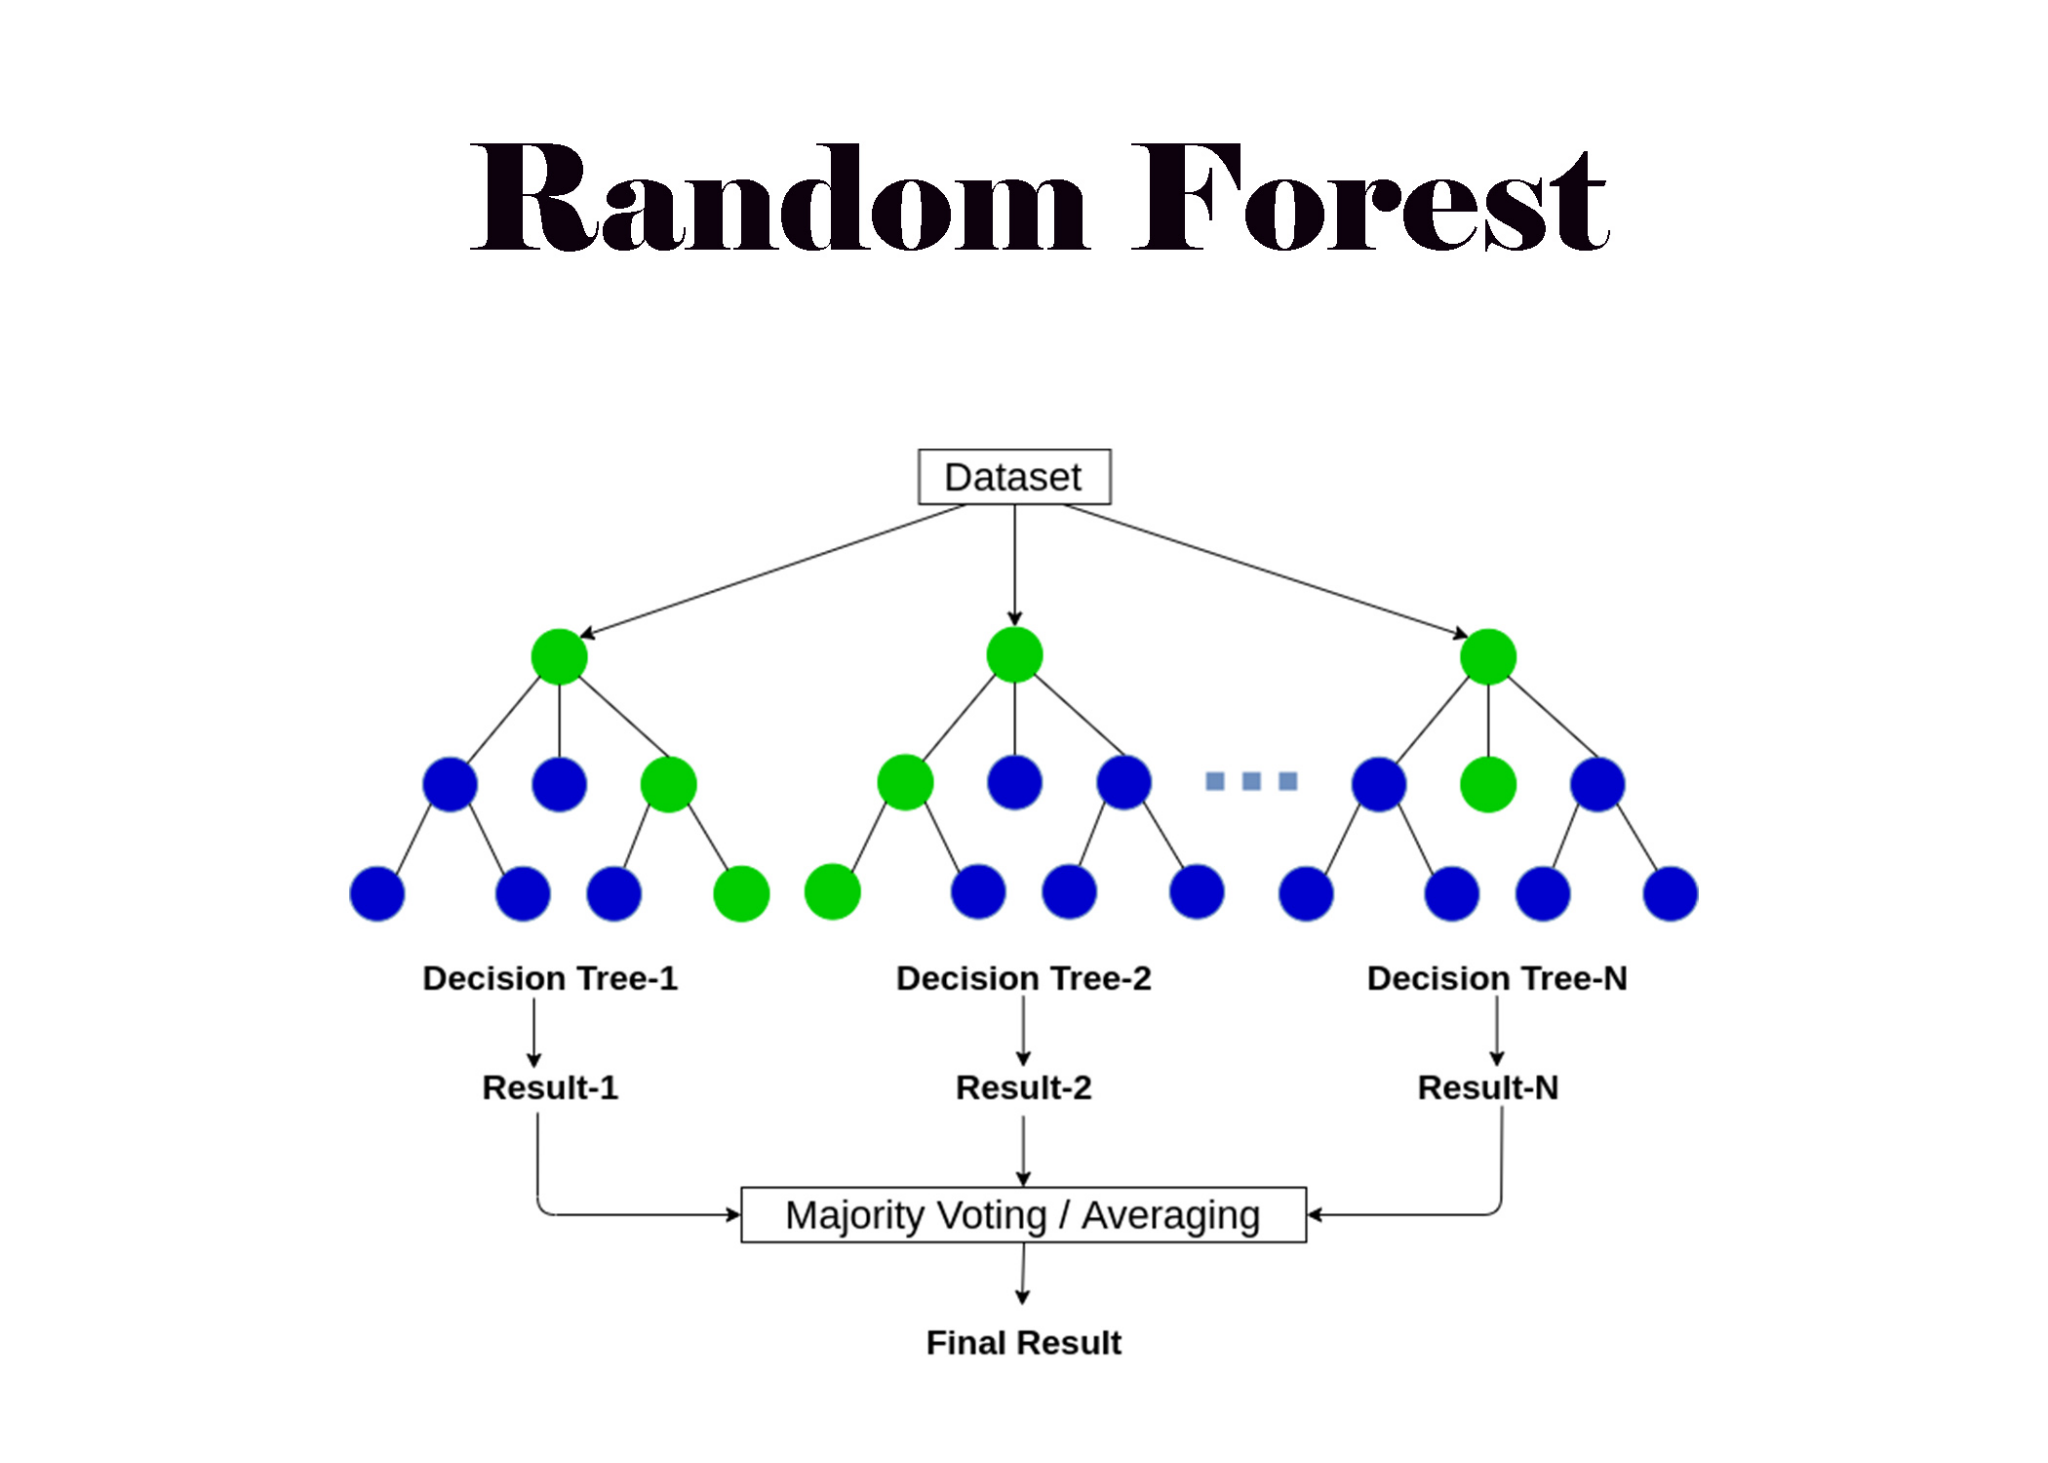 Random Forest
Dataset
Decision Tree-1
Decision Tree-2
Decision Tree-N
Result-1
Result-2
Result-N
Majority Voting / Averaging
Final Result